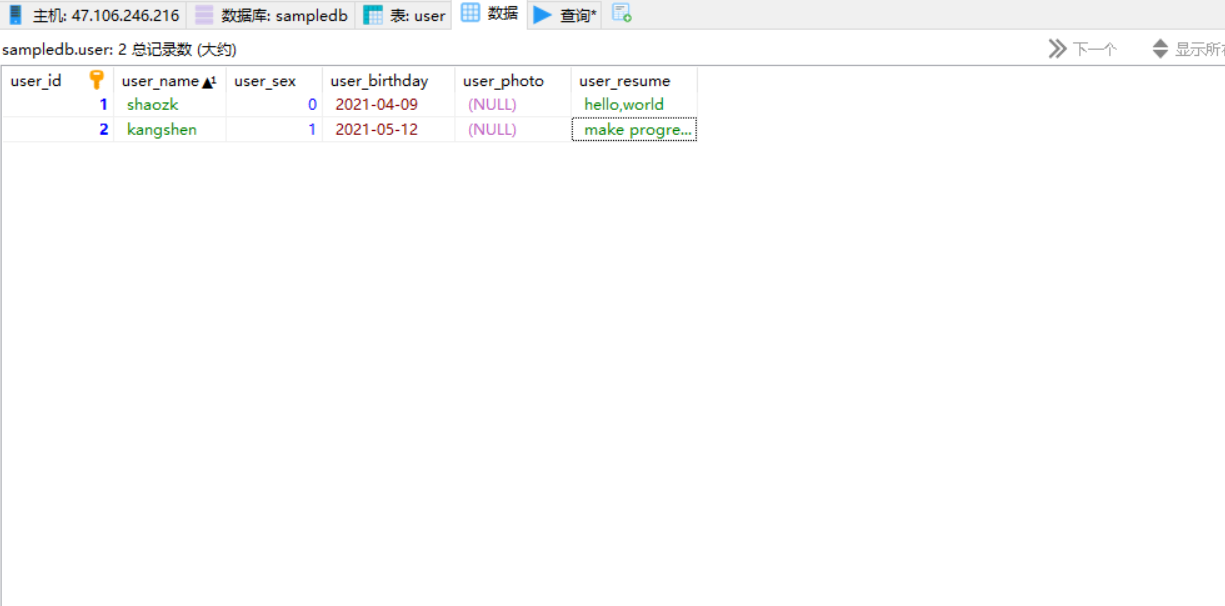 主机: 47.106.246.216 数据库: sampledb 表: user 数据 查询*
sampledb.user: 2 总记录数 (大约) 下一个 显示所有
user_id user_name 1 user_sex user_birthday user_photo user_resume
1 shaozk 0 2021-04-09 (NULL) hello,world
2 kangshen 1 2021-05-12 (NULL) make progre...